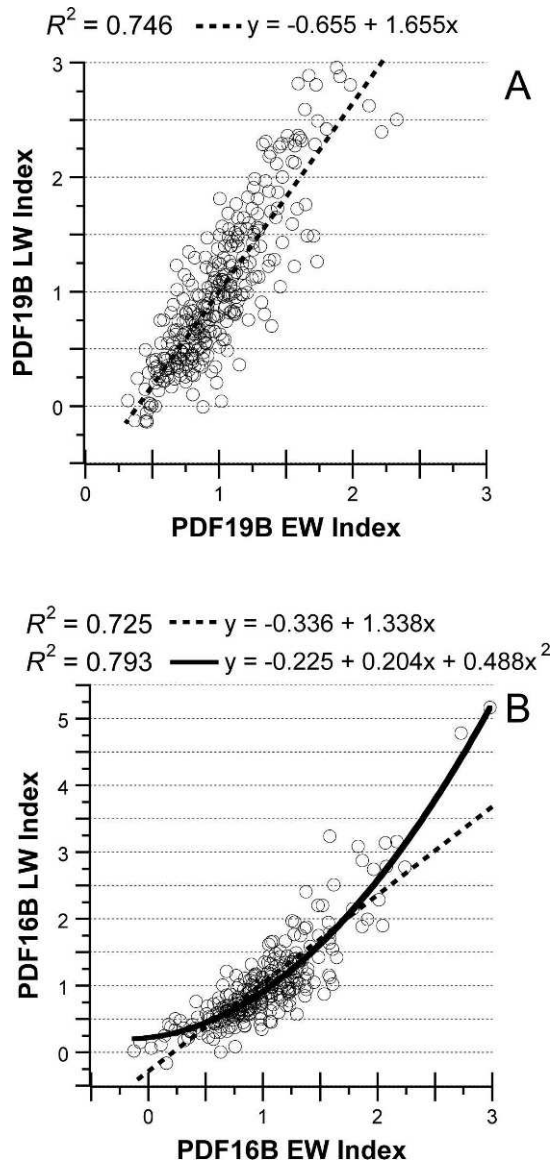 R² = 0.746 y = -0.655 + 1.655x
A
3
2
1
0
PDF19B LW Index
0 1 2 3
PDF19B EW Index
R² = 0.725 y = -0.336 + 1.338x
R² = 0.793 y = -0.225 + 0.204x + 0.488x²
B
5
4
3
2
1
0
PDF16B LW Index
0 1 2 3
PDF16B EW Index